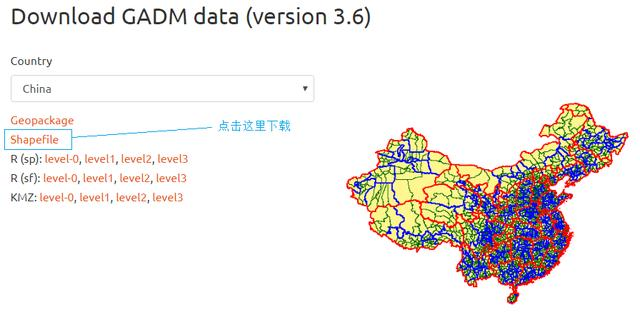 Download GADM data (version 3.6)
Country
China
Geopackage
Shapefile
点击这里下载
R (sp): level-0, level1, level2, level3
R (sf): level-0, level1, level2, level3
KMZ: level-0, level1, level2, level3